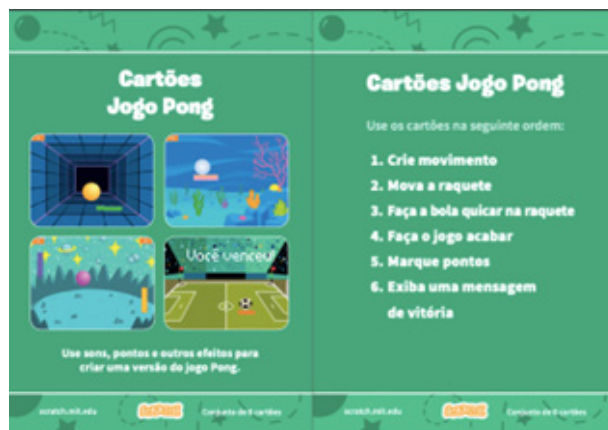 Cartões
Jogo Pong
Você venceu!
Use sons, pontos e outros efeitos para
criar uma versão do jogo Pong.
scratch.mit.edu
SCRATCH
Conjunto de 6 cartões
Cartões Jogo Pong
Use os cartões na seguinte ordem:
1. Crie movimento
2. Mova a raquete
3. Faça a bola quicar na raquete
4. Faça o jogo acabar
5. Marque pontos
6. Exiba uma mensagem
de vitória
scratch.mit.edu
SCRATCH
Conjunto de 6 cartões